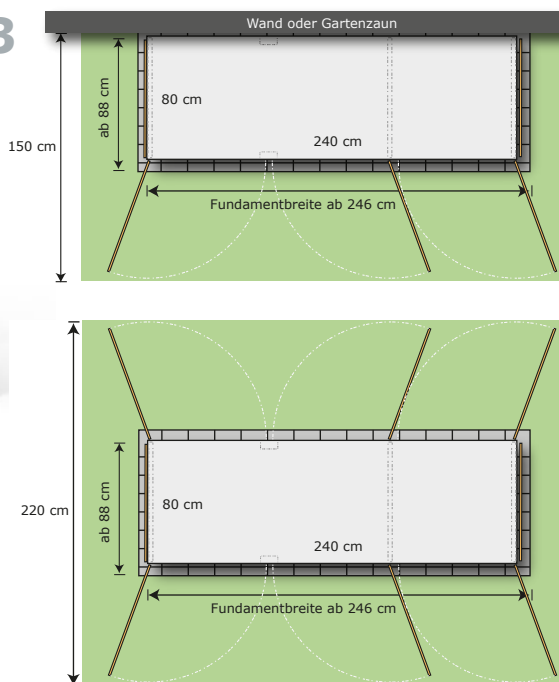 3
Wand oder Gartenzaun
ab 88 cm
80 cm
150 cm
240 cm
Fundamentbreite ab 246 cm
220 cm
ab 88 cm
80 cm
240 cm
Fundamentbreite ab 246 cm